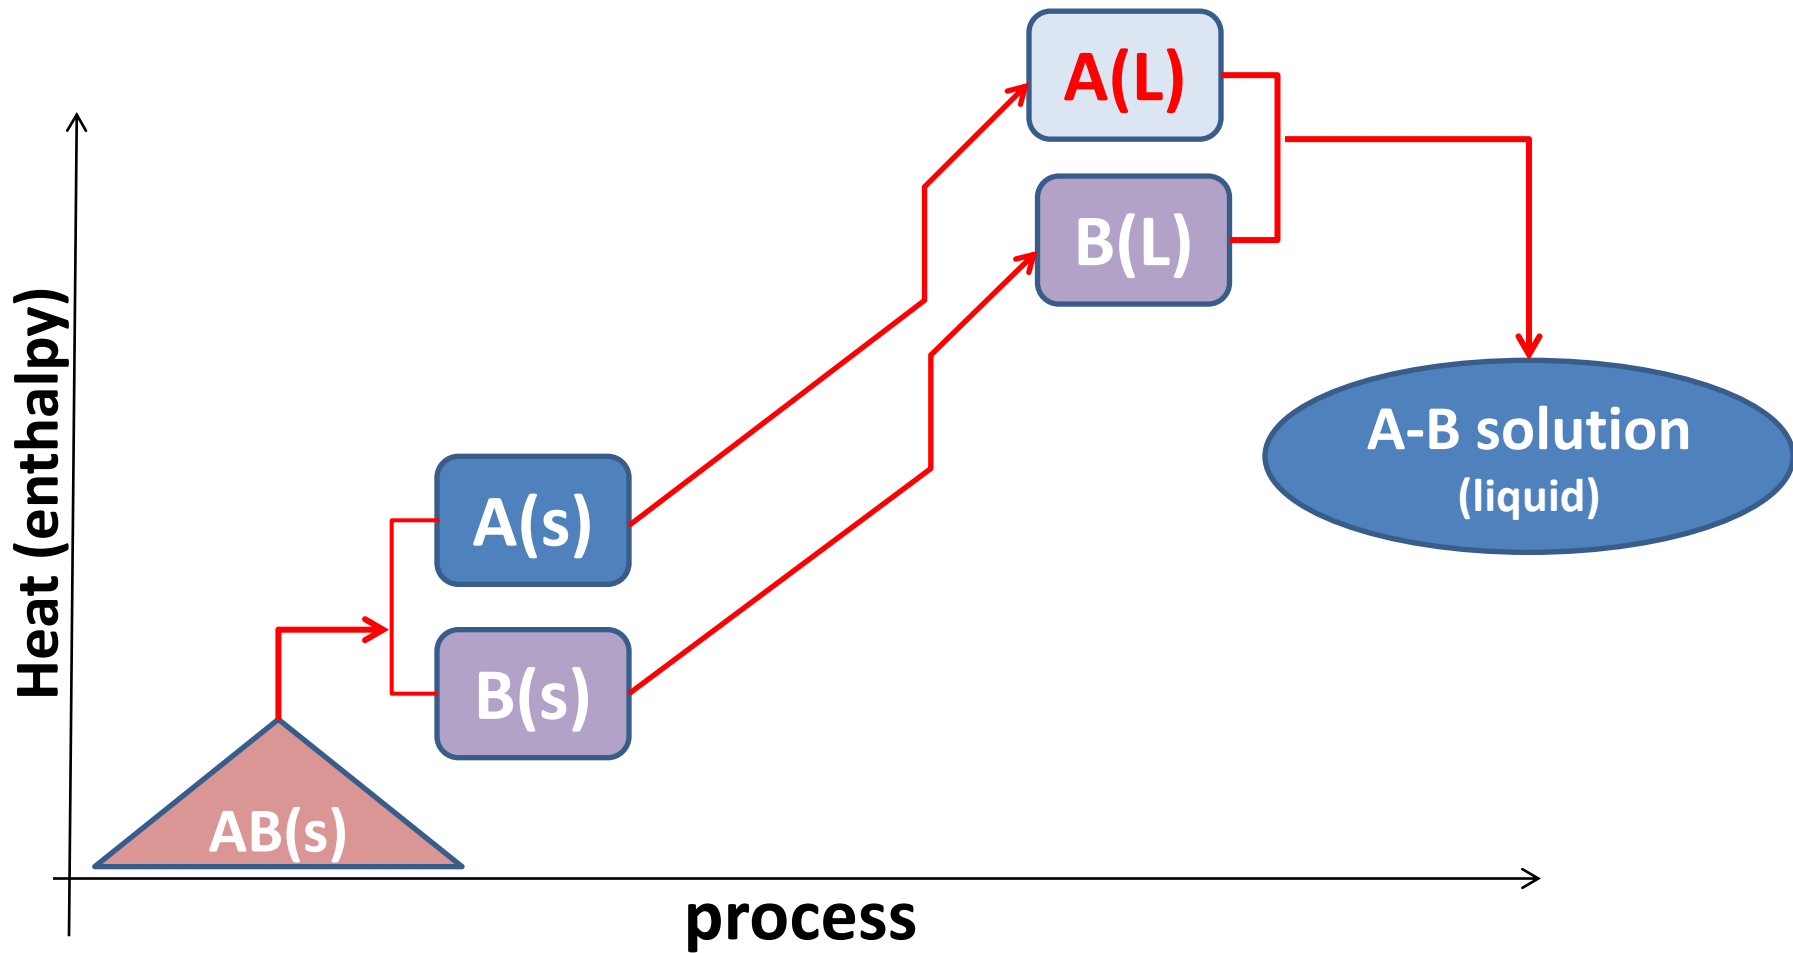 A(L)
B(L)
Heat (enthalpy)
A-B solution
(liquid)
A(s)
B(s)
AB(s)
process